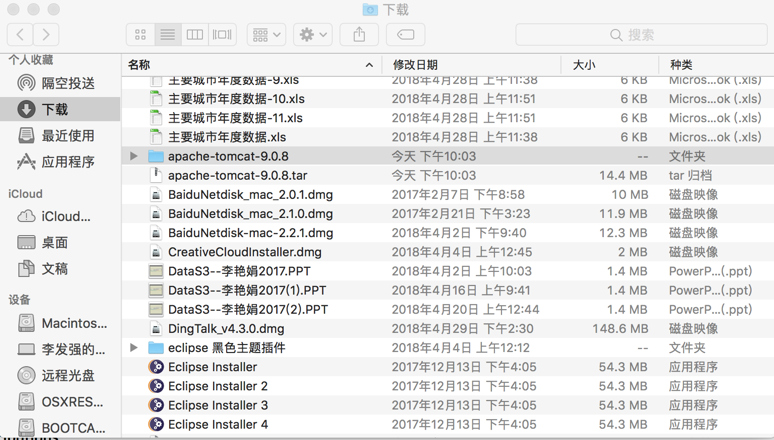 下载
搜索
个人收藏
隔空投送
下载
最近使用
应用程序
iCloud
iCloud...
桌面
文稿
设备
Macintos...
李发强的...
远程光盘
OSXRES...
BOOTCA...
名称 修改日期 大小 种类
主要城市年度数据-9.xls 2018年4月28日 上午11:38 6 KB Micros...ok (.xls)
主要城市年度数据-10.xls 2018年4月28日 上午11:51 6 KB Micros...ok (.xls)
主要城市年度数据-11.xls 2018年4月28日 上午11:51 6 KB Micros...ok (.xls)
主要城市年度数据.xls 2018年4月28日 上午11:38 6 KB Micros...ok (.xls)
apache-tomcat-9.0.8 今天 下午10:03 -- 文件夹
apache-tomcat-9.0.8.tar 今天 下午10:03 14.4 MB tar 归档
BaiduNetdisk_mac_2.0.1.dmg 2017年2月7日 下午8:58 10 MB 磁盘映像
BaiduNetdisk_mac_2.1.0.dmg 2017年2月21日 下午3:23 11.9 MB 磁盘映像
BaiduNetdisk-mac-2.2.1.dmg 2018年4月2日 下午9:40 12.3 MB 磁盘映像
CreativeCloudInstaller.dmg 2018年4月4日 上午12:45 2 MB 磁盘映像
DataS3--李艳娟2017.PPT 2018年4月2日 上午10:03 1.4 MB PowerP...(.ppt)
DataS3--李艳娟2017(1).PPT 2018年4月16日 上午9:41 1.4 MB PowerP...(.ppt)
DataS3--李艳娟2017(2).PPT 2018年4月20日 上午12:44 1.4 MB PowerP...(.ppt)
DingTalk_v4.3.0.dmg 2018年4月29日 下午2:30 148.6 MB 磁盘映像
eclipse 黑色主题插件 2018年4月4日 上午12:12 -- 文件夹
Eclipse Installer 2017年12月13日 下午4:05 54.3 MB 应用程序
Eclipse Installer 2 2017年12月13日 下午4:05 54.3 MB 应用程序
Eclipse Installer 3 2017年12月13日 下午4:05 54.3 MB 应用程序
Eclipse Installer 4 2017年12月13日 下午4:05 54.3 MB 应用程序